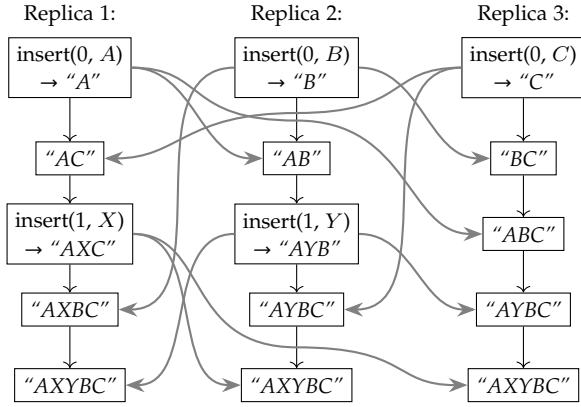 Replica 1:
Replica 2:
Replica 3:
insert(0, A)
→ “A”
insert(0, B)
→ “B”
insert(0, C)
→ “C”
“AC”
“AB”
“BC”
insert(1, X)
→ “AXC”
insert(1, Y)
→ “AYB”
“ABC”
“AXBC”
“AYBC”
“AYBC”
“AXYBC”
“AXYBC”
“AXYBC”